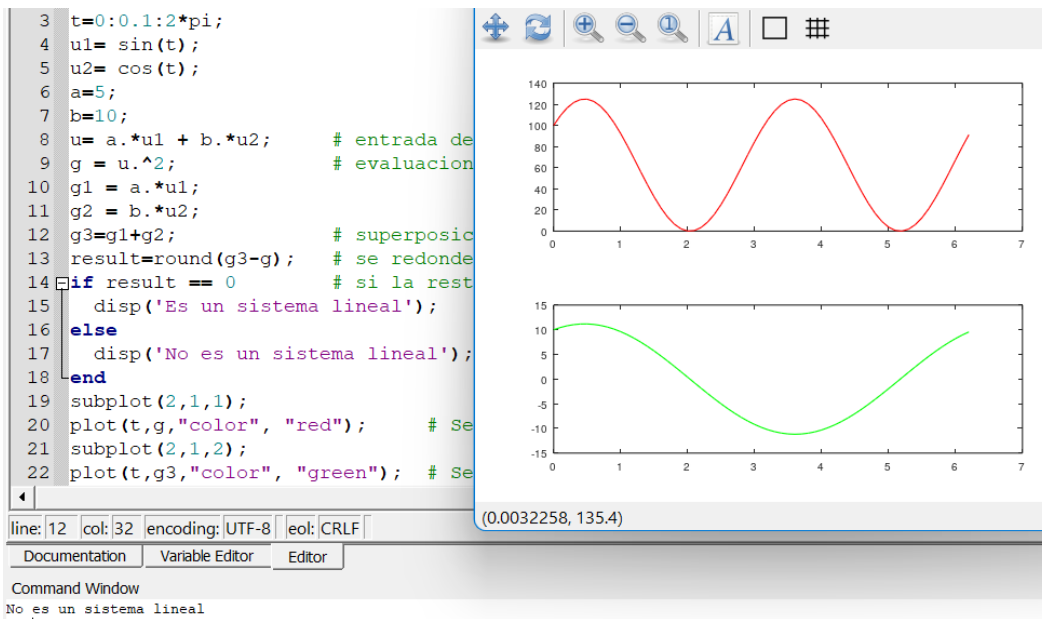 3 t=0:0.1:2*pi;
4 u1= sin(t);
5 u2= cos(t);
6 a=5;
7 b=10;
8 u= a.*u1 + b.*u2; # entrada de
9 g = u.^2; # evaluacion
10 g1 = a.*u1;
11 g2 = b.*u2;
12 g3=g1+g2; # superposic
13 result=round(g3-g); # se redonde
14 if result == 0 # si la rest
15 disp('Es un sistema lineal');
16 else
17 disp('No es un sistema lineal');
18 end
19 subplot(2,1,1);
20 plot(t,g,"color", "red"); # Se
21 subplot(2,1,2);
22 plot(t,g3,"color", "green"); # Se
line: 12 col: 32 encoding: UTF-8 eol: CRLF
Documentation Variable Editor Editor
Command Window
No es un sistema lineal
1 A
140
120
100
80
60
40
20
0
0 1 2 3 4 5 6 7
15
10
5
0
-5
-10
-15
0 1 2 3 4 5 6 7
(0.0032258, 135.4)